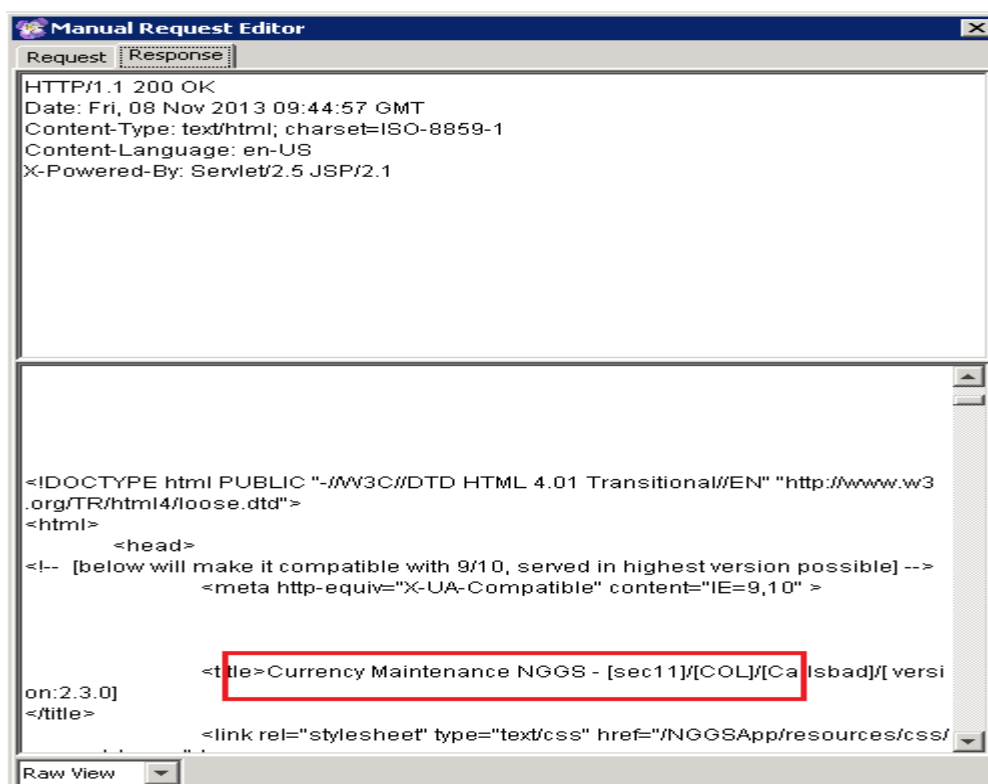 Manual Request Editor
Request Response
HTTP/1.1 200 OK
Date: Fri, 08 Nov 2013 09:44:57 GMT
Content-Type: text/html; charset=ISO-8859-1
Content-Language: en-US
X-Powered-By: Servlet/2.5 JSP/2.1
<!DOCTYPE html PUBLIC "-//W3C//DTD HTML 4.01 Transitional//EN" "http://www.w3
.org/TR/html4/loose.dtd">
<html>
<head>
<!-- [below will make it compatible with 9/10, served in highest version possible] -->
<meta http-equiv="X-UA-Compatible" content="IE=9,10" >
<title>Currency Maintenance NGGS - [sec11]/[COL]/[Carlsbad]/[ versi
on:2.3.0]
</title>
<link rel="stylesheet" type="text/css" href="/NGGSApp/resources/css/
Raw View